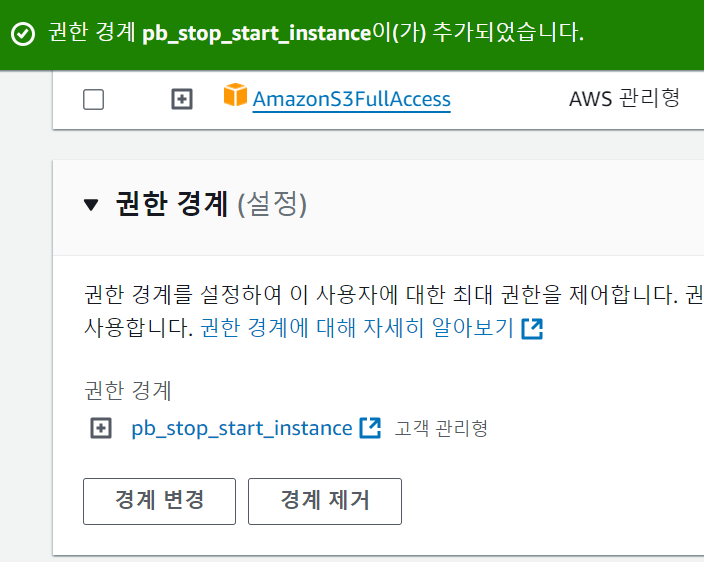 권한 경계 pb_stop_start_instance이(가) 추가되었습니다.
AmazonS3FullAccess AWS 관리형
권한 경계 (설정)
권한 경계를 설정하여 이 사용자에 대한 최대 권한을 제어합니다. 권
사용합니다. 권한 경계에 대해 자세히 알아보기
권한 경계
pb_stop_start_instance 고객 관리형
경계 변경 경계 제거